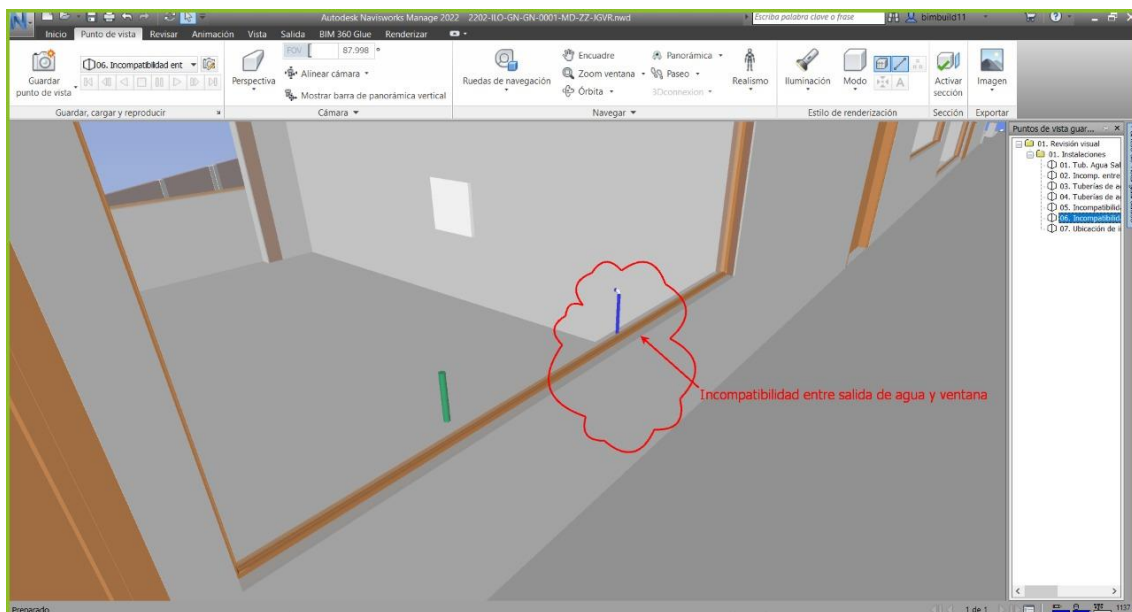 Autodesk Navisworks Manage 2022 2202-ILO-GN-GN-0001-MD-ZZ-JGVR.nwd
Escriba palabra clave o frase
bimbuild11
Inicio Punto de vista Revisar Animación Vista Salida BIM 360 Glue Renderizar
Guardar punto de vista
06. Incompatibilidad ent
Guardar, cargar y reproducir
Perspectiva
FOV 87.998 °
Alinear cámara
Mostrar barra de panorámica vertical
Cámara
Ruedas de navegación
Encuadre
Zoom ventana
Órbita
Panorámica
Paseo
3Dconnexion
Realismo
Navegar
Iluminación
Modo
Estilo de renderización
Activar sección
Sección
Imagen
Exportar
Puntos de vista guar...
01. Revisión visual
01. Instalaciones
01. Tub. Agua Sal
02. Incomp. entre
03. Tuberías de a
04. Tuberías de a
05. Incompatibilid
06. Incompatibilid
07. Ubicación de i
Incompatibilidad entre salida de agua y ventana
Preparado
1 de 1
1137